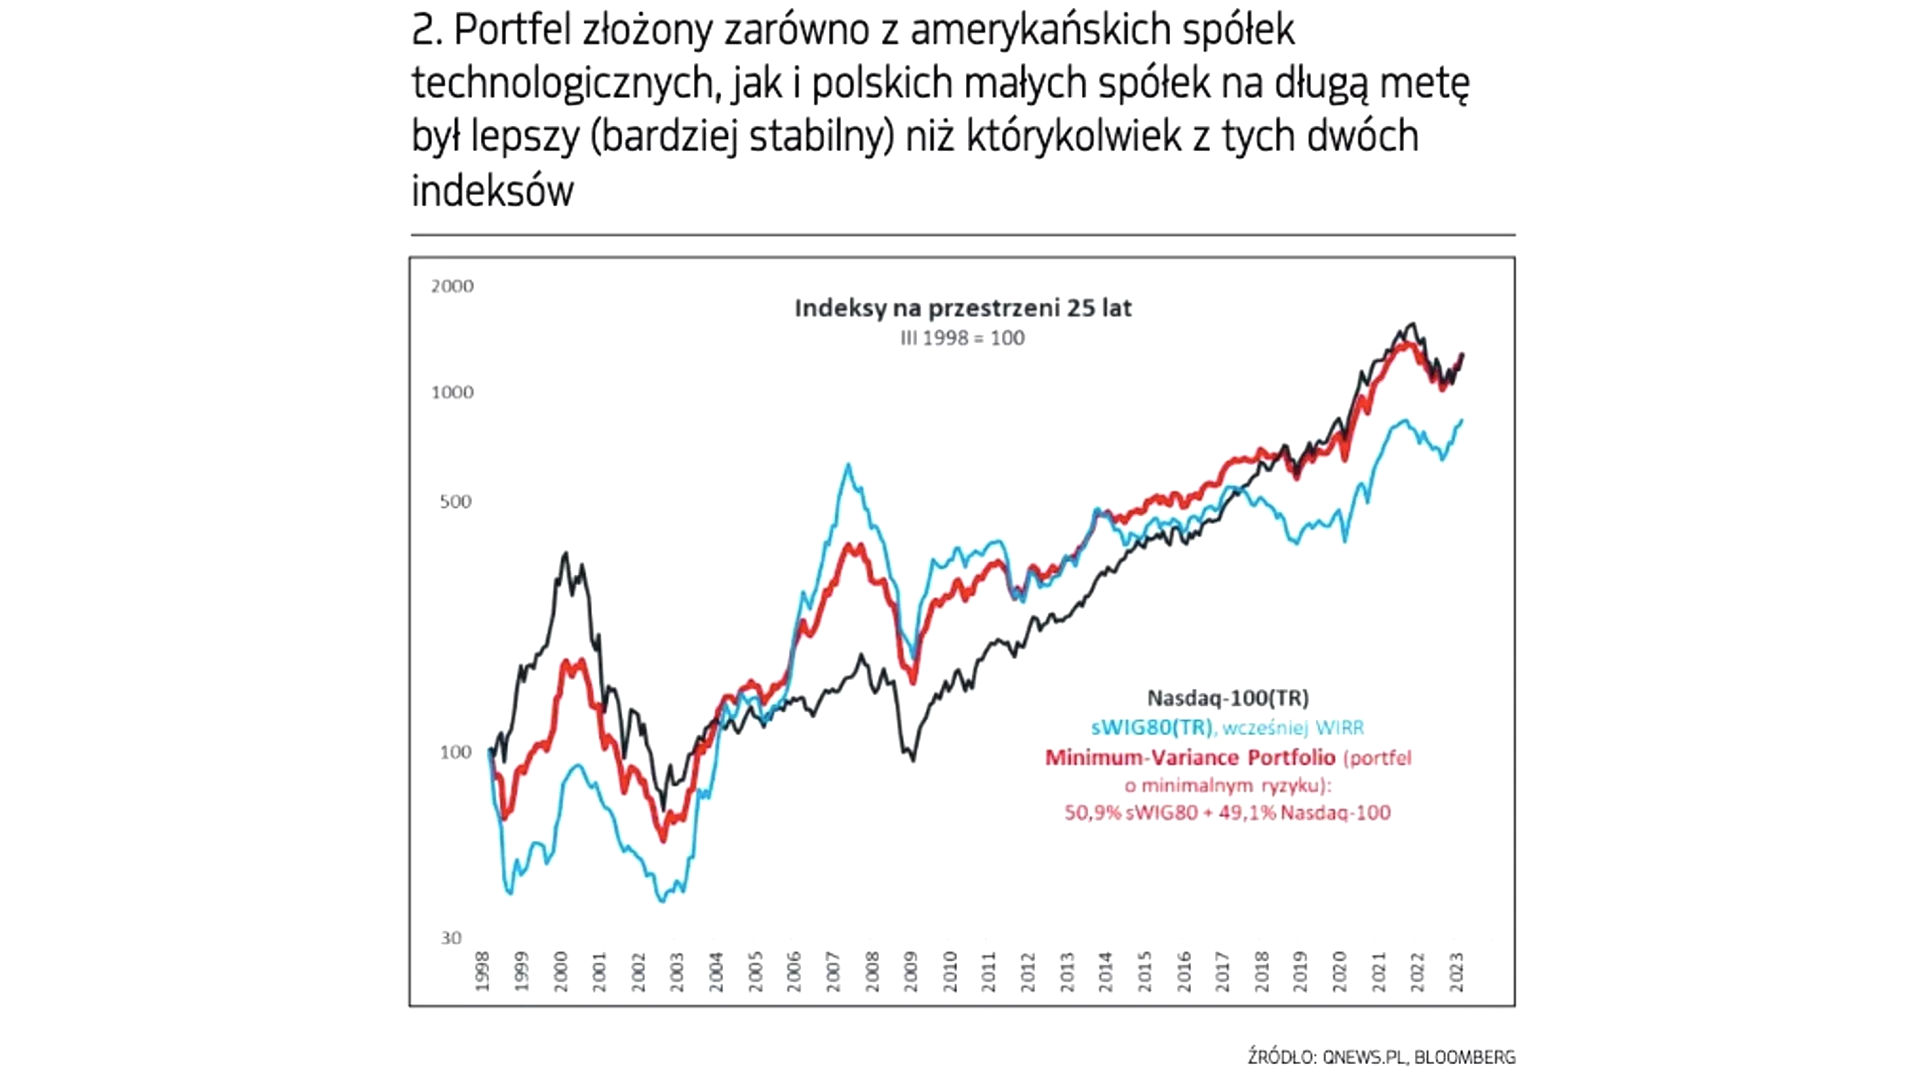 2. Portfel złożony zarówno z amerykańskich spółek
technologicznych, jak i polskich małych spółek na długą metę
był lepszy (bardziej stabilny) niż którykolwiek z tych dwóch
indeksów
Indeksy na przestrzeni 25 lat
III 1998 = 100
2000
1000
500
100
30
Nasdaq-100(TR)
sWIG80(TR), wcześniej WIRR
Minimum-Variance Portfolio (portfel
o minimalnym ryzyku):
50,9% sWIG80 + 49,1% Nasdaq-100
1998 1999 2000 2001 2002 2003 2004 2005 2006 2007 2008 2009 2010 2011 2012 2013 2014 2015 2016 2017 2018 2019 2020 2021 2022 2023
ŹRÓDŁO: QNEWS.PL, BLOOMBERG